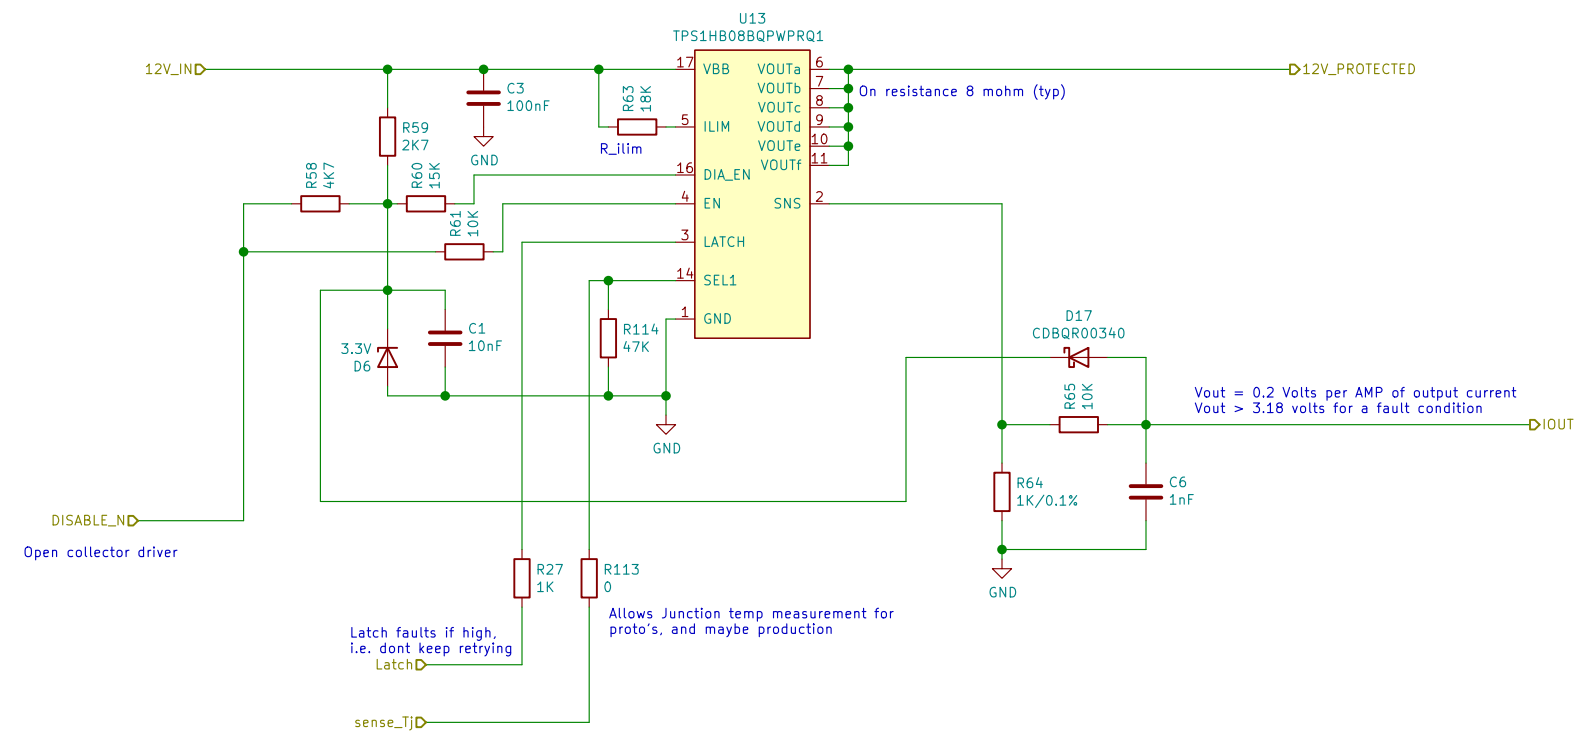 U13
TPS1HB08BQPWPRQ1
12V_IN
17
VBB
VOUTa
6
12V_PROTECTED
C3
100nF
R63
18K
VOUTb
7
On resistance 8 mohm (typ)
VOUTc
8
R59
2K7
5
ILIM
VOUTd
9
R_ilim
VOUTe
10
GND
VOUTf
11
R58
4K7
R60
15K
16
DIA_EN
4
EN
SNS
2
R61
10K
3
LATCH
14
SEL1
1
GND
D17
CDBQR00340
C1
10nF
R114
47K
3.3V
D6
R65
10K
Vout = 0.2 Volts per AMP of output current
Vout > 3.18 volts for a fault condition
IOUT
GND
R64
1K/0.1%
C6
1nF
DISABLE_N
Open collector driver
R27
1K
R113
0
GND
Allows Junction temp measurement for
proto's, and maybe production
Latch faults if high,
i.e. dont keep retrying
Latch
sense_Tj